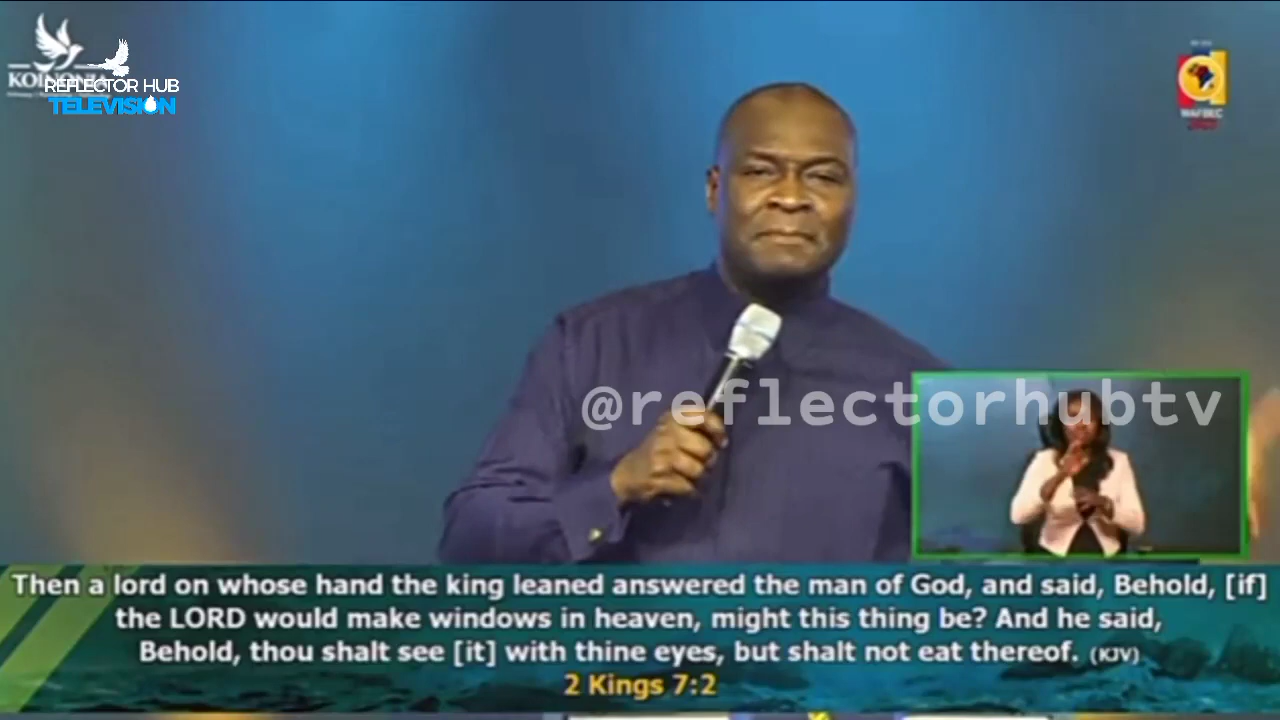 KOINONIA
REFLECTOR HUB
TELEVISION
WAFBEC
@reflectorhubtv
Then a lord on whose hand the king leaned answered the man of God, and said, Behold, [if]
the LORD would make windows in heaven, might this thing be? And he said,
Behold, thou shalt see [it] with thine eyes, but shalt not eat thereof. (KJV)
2 Kings 7:2